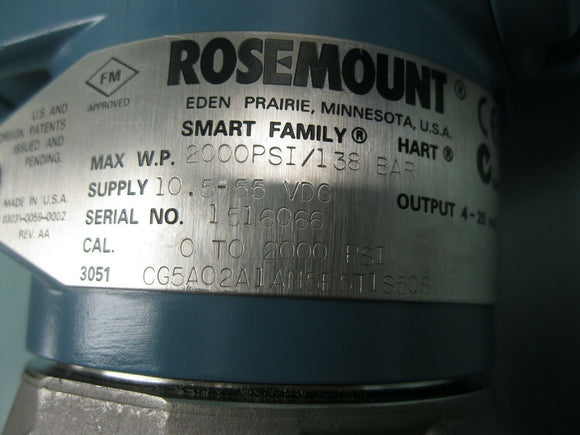 FM
APPROVED
ROSEMOUNT®
EDEN PRAIRIE, MINNESOTA, U.S.A.
SMART FAMILY® HART®
U.S. AND
FOREIGN PATENTS
ISSUED AND
PENDING.
MAX W.P. 2000PSI/138 BAR
SUPPLY 10.5-55 VDC
OUTPUT 4-20
SERIAL NO. 1516066
MADE IN U.S.A.
03031-0059-0002
REV. AA
CAL. 0 TO 2000 PSI
3051 CG5A02A1AM5E5T1S5Q8